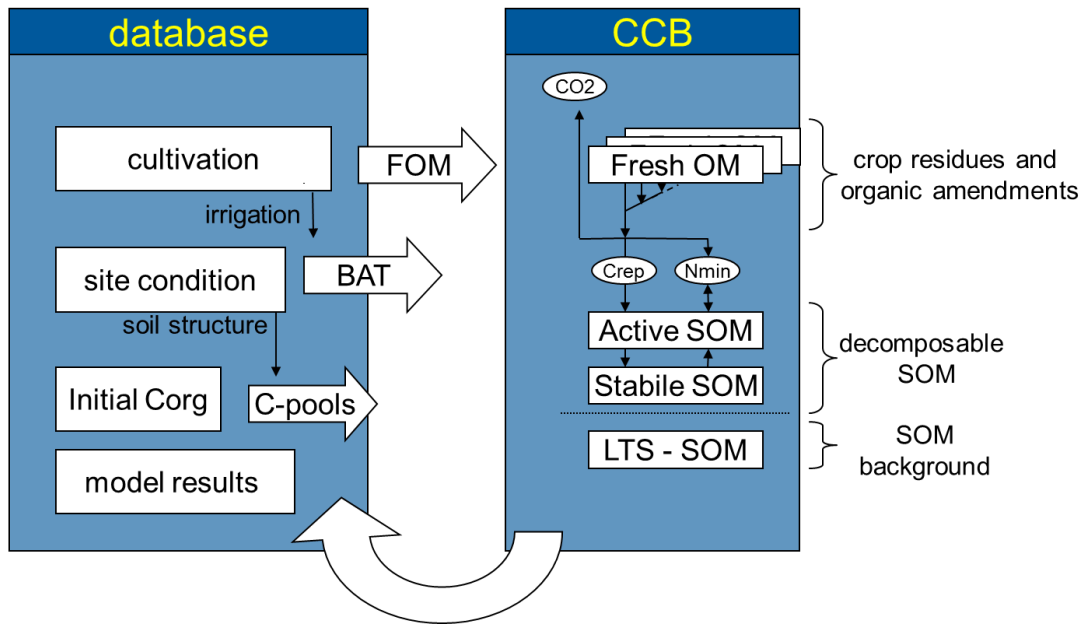 database
cultivation
irrigation
site condition
soil structure
Initial Corg
model results
FOM
BAT
C-pools
CCB
CO2
Fresh OM
Crep
Nmin
Active SOM
Stabile SOM
LTS - SOM
crop residues and
organic amendments
decomposable
SOM
SOM
background